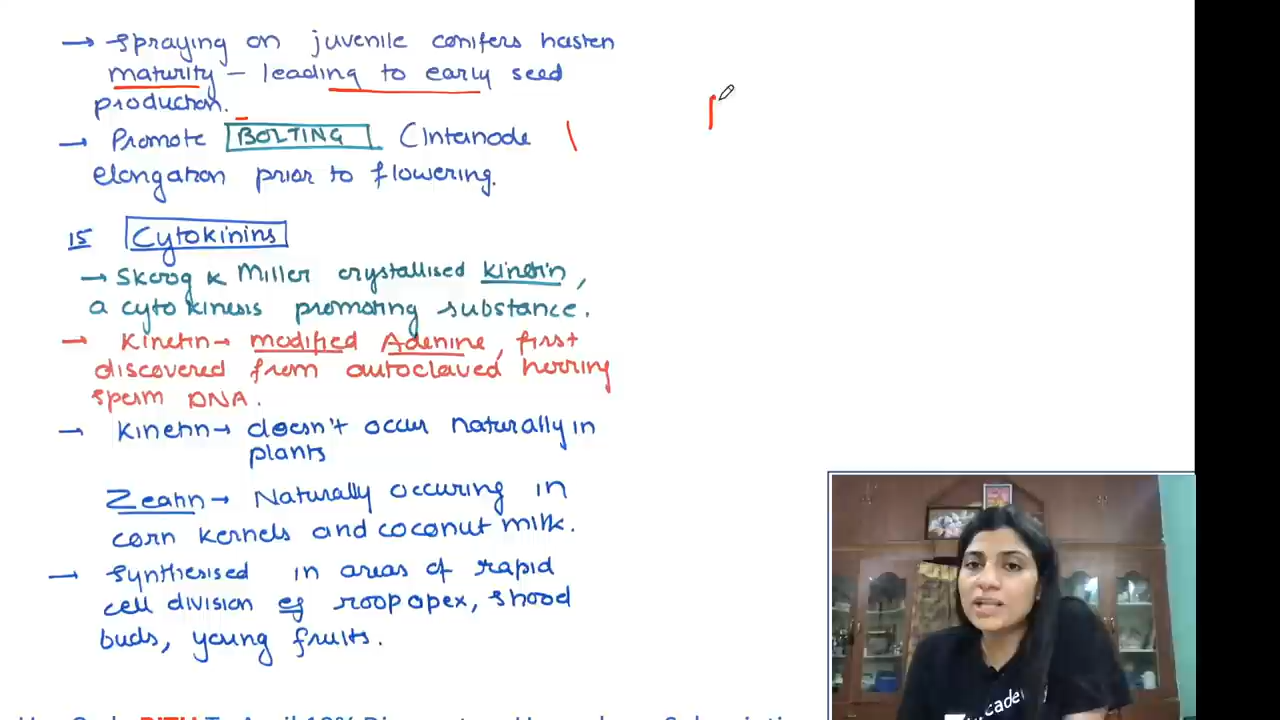 → Spraying on juvenile conifers hasten
maturity – leading to early seed
production.
→ Promote BOLTING (Internode
elongation prior to flowering.
15 Cytokinins
→ Skoog & Miller crystallised kinetin,
a cytokinesis promoting substance.
→ Kinetin → modified Adenine, first
discovered from autoclaved herring
sperm DNA.
→ Kinetin → doesn't occur naturally in
plants
Zeatin → Naturally occuring in
corn kernels and coconut milk.
→ Synthesised in areas of rapid
cell division eg roop apex, shood
buds, young fruits.